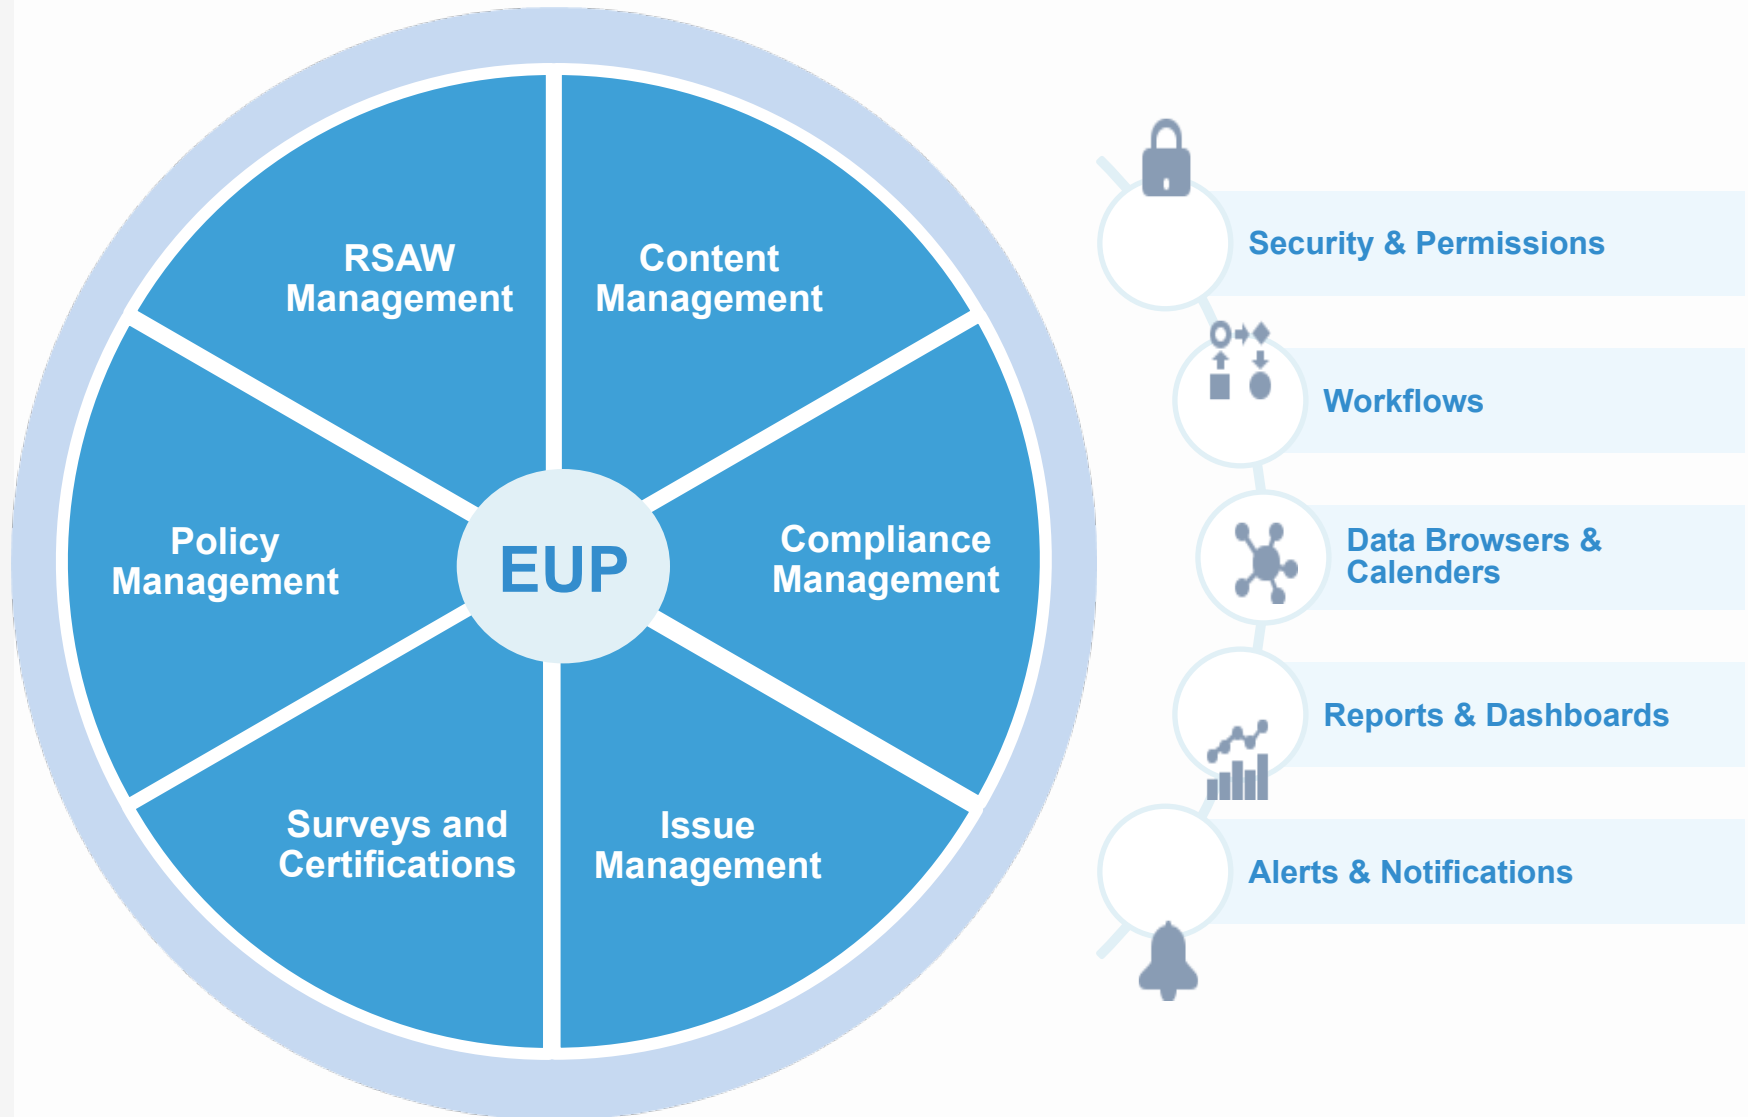 RSAW
Management
Content
Management
Policy
Management
EUP
Compliance
Management
Surveys and
Certifications
Issue
Management
Security & Permissions
Workflows
Data Browsers &
Calenders
Reports & Dashboards
Alerts & Notifications